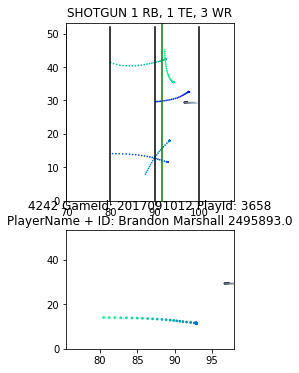 SHOTGUN 1 RB, 1 TE, 3 WR
50
40
30
20
10
0
70 80 90 100
4242 GameId: 2017091012 PlayId: 3658
PlayerName + ID: Brandon Marshall 2495893.0
40
20
0
80 85 90 95